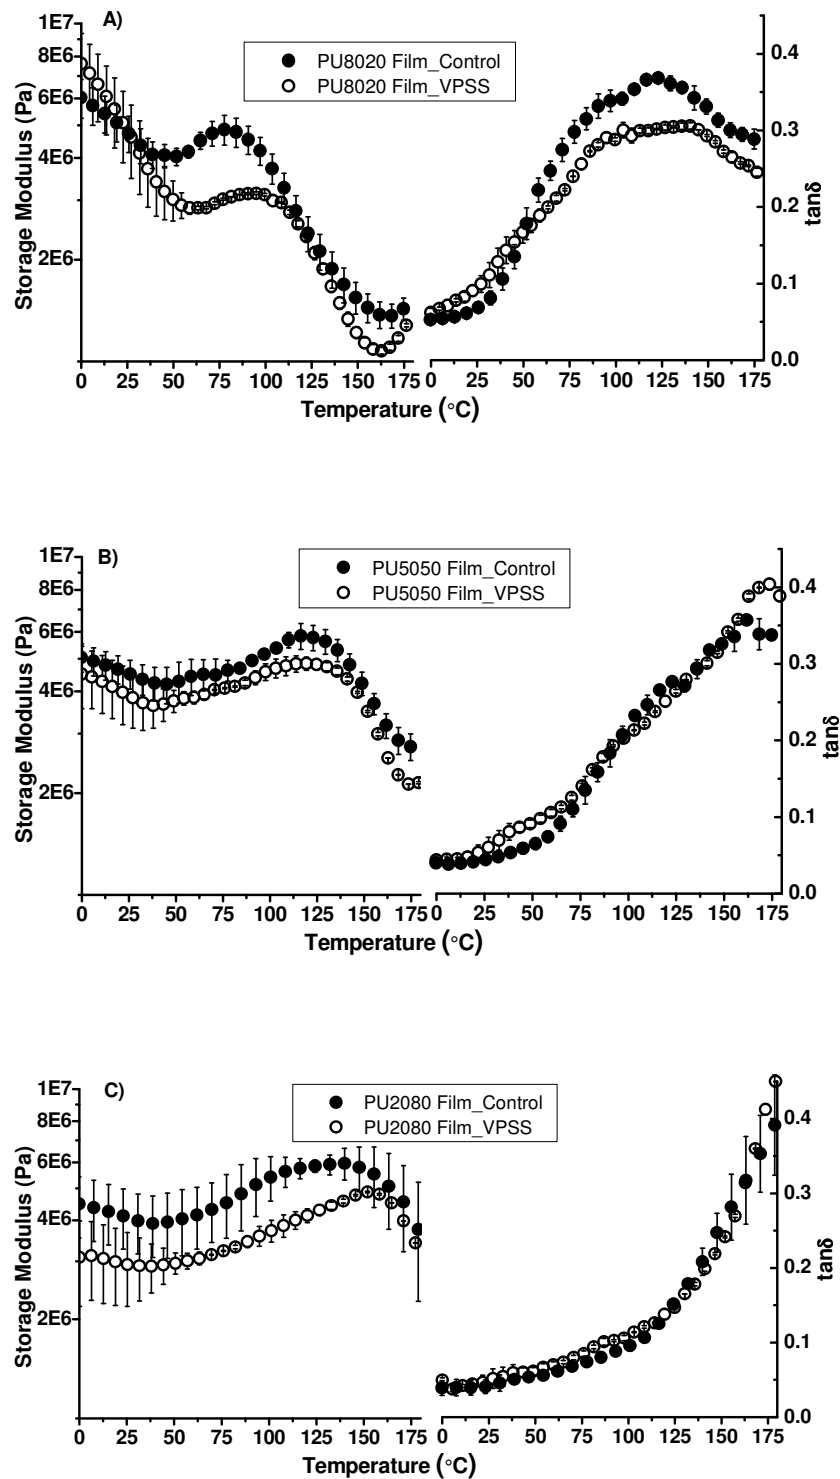 A)
1E7
8E6
6E6
4E6
2E6
Storage Modulus (Pa)
PU8020 Film_Control
PU8020 Film_VPSS
0.4
0.3
0.2
0.1
0.0
tanδ
0 25 50 75 100 125 150 175 0 25 50 75 100 125 150 175
Temperature (°C)
B)
1E7
8E6
6E6
4E6
2E6
Storage Modulus (Pa)
PU5050 Film_Control
PU5050 Film_VPSS
0.4
0.3
0.2
0.1
0.0
tanδ
0 25 50 75 100 125 150 175 0 25 50 75 100 125 150 175
Temperature (°C)
C)
1E7
8E6
6E6
4E6
2E6
Storage Modulus (Pa)
PU2080 Film_Control
PU2080 Film_VPSS
0.4
0.3
0.2
0.1
0.0
tanδ
0 25 50 75 100 125 150 175 0 25 50 75 100 125 150 175
Temperature (°C)